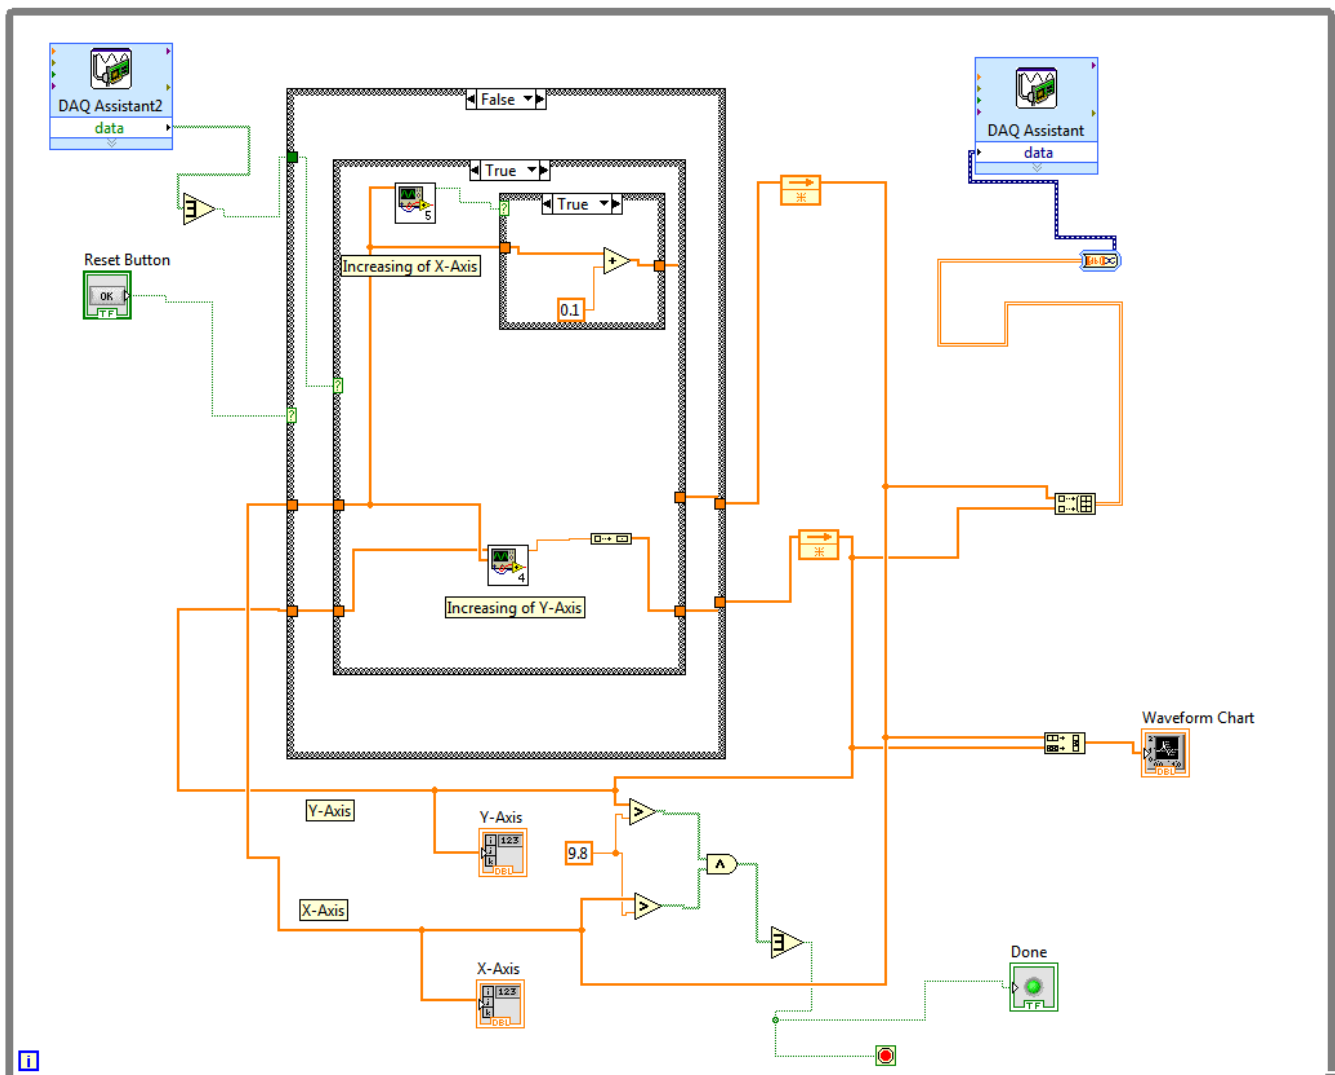 DAQ Assistant2
data
False
DAQ Assistant
data
True
5
True
Increasing of X-Axis
0.1
Reset Button
OK
TF
4
Increasing of Y-Axis
Waveform Chart
DBL
Y-Axis
Y-Axis
123
i
j
k
DBL
9.8
X-Axis
X-Axis
123
i
j
k
DBL
Done
TF
i